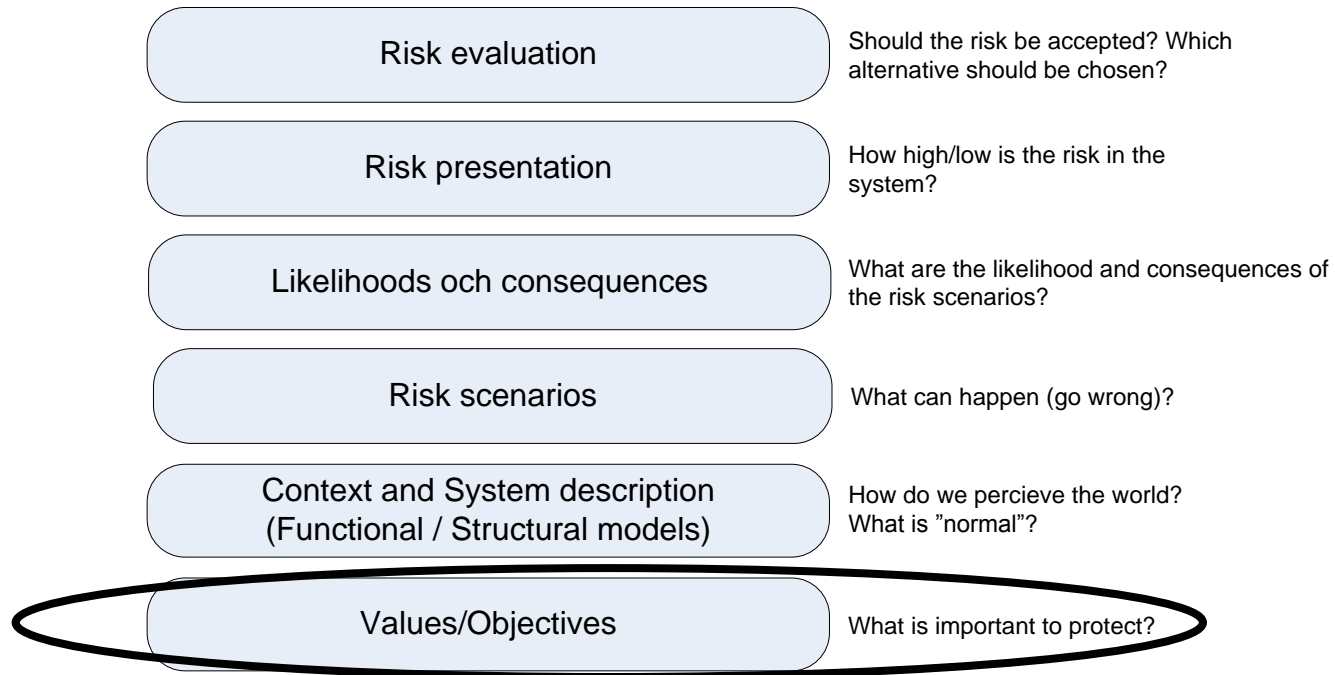 Risk evaluation
Should the risk be accepted? Which
alternative should be chosen?
Risk presentation
How high/low is the risk in the
system?
Likelihoods och consequences
What are the likelihood and consequences of
the risk scenarios?
Risk scenarios
What can happen (go wrong)?
Context and System description
(Functional / Structural models)
How do we percieve the world?
What is ”normal”?
Values/Objectives
What is important to protect?